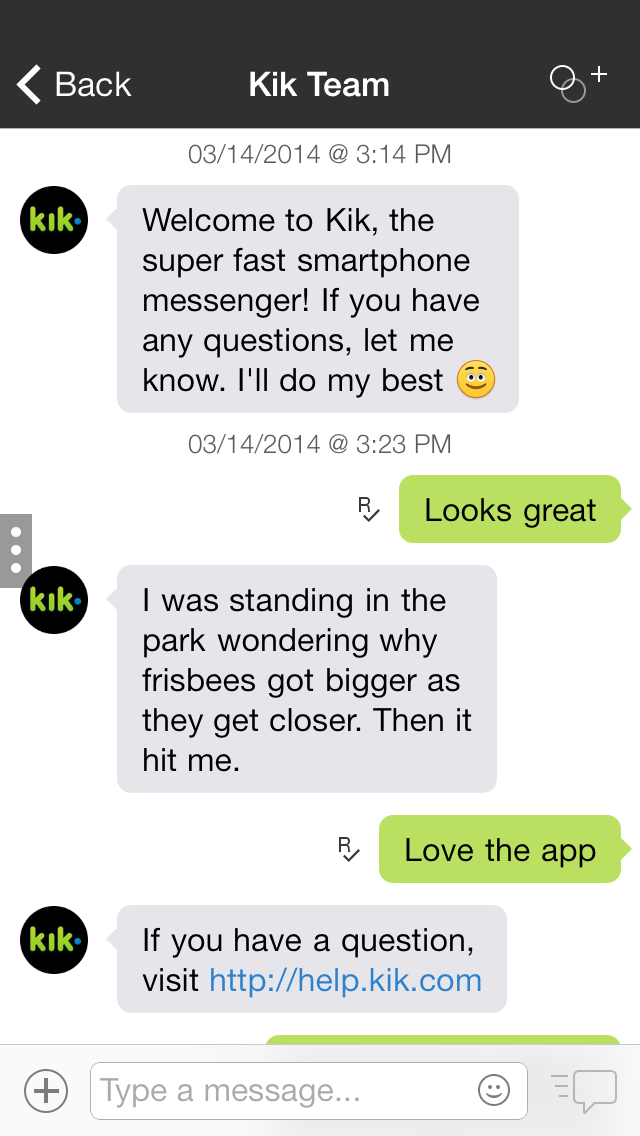 Back
Kik Team
03/14/2014 @ 3:14 PM
kik
Welcome to Kik, the
super fast smartphone
messenger! If you have
any questions, let me
know. I'll do my best
03/14/2014 @ 3:23 PM
R
Looks great
kik
I was standing in the
park wondering why
frisbees got bigger as
they get closer. Then it
hit me.
R
Love the app
kik
If you have a question,
visit http://help.kik.com
Type a message...